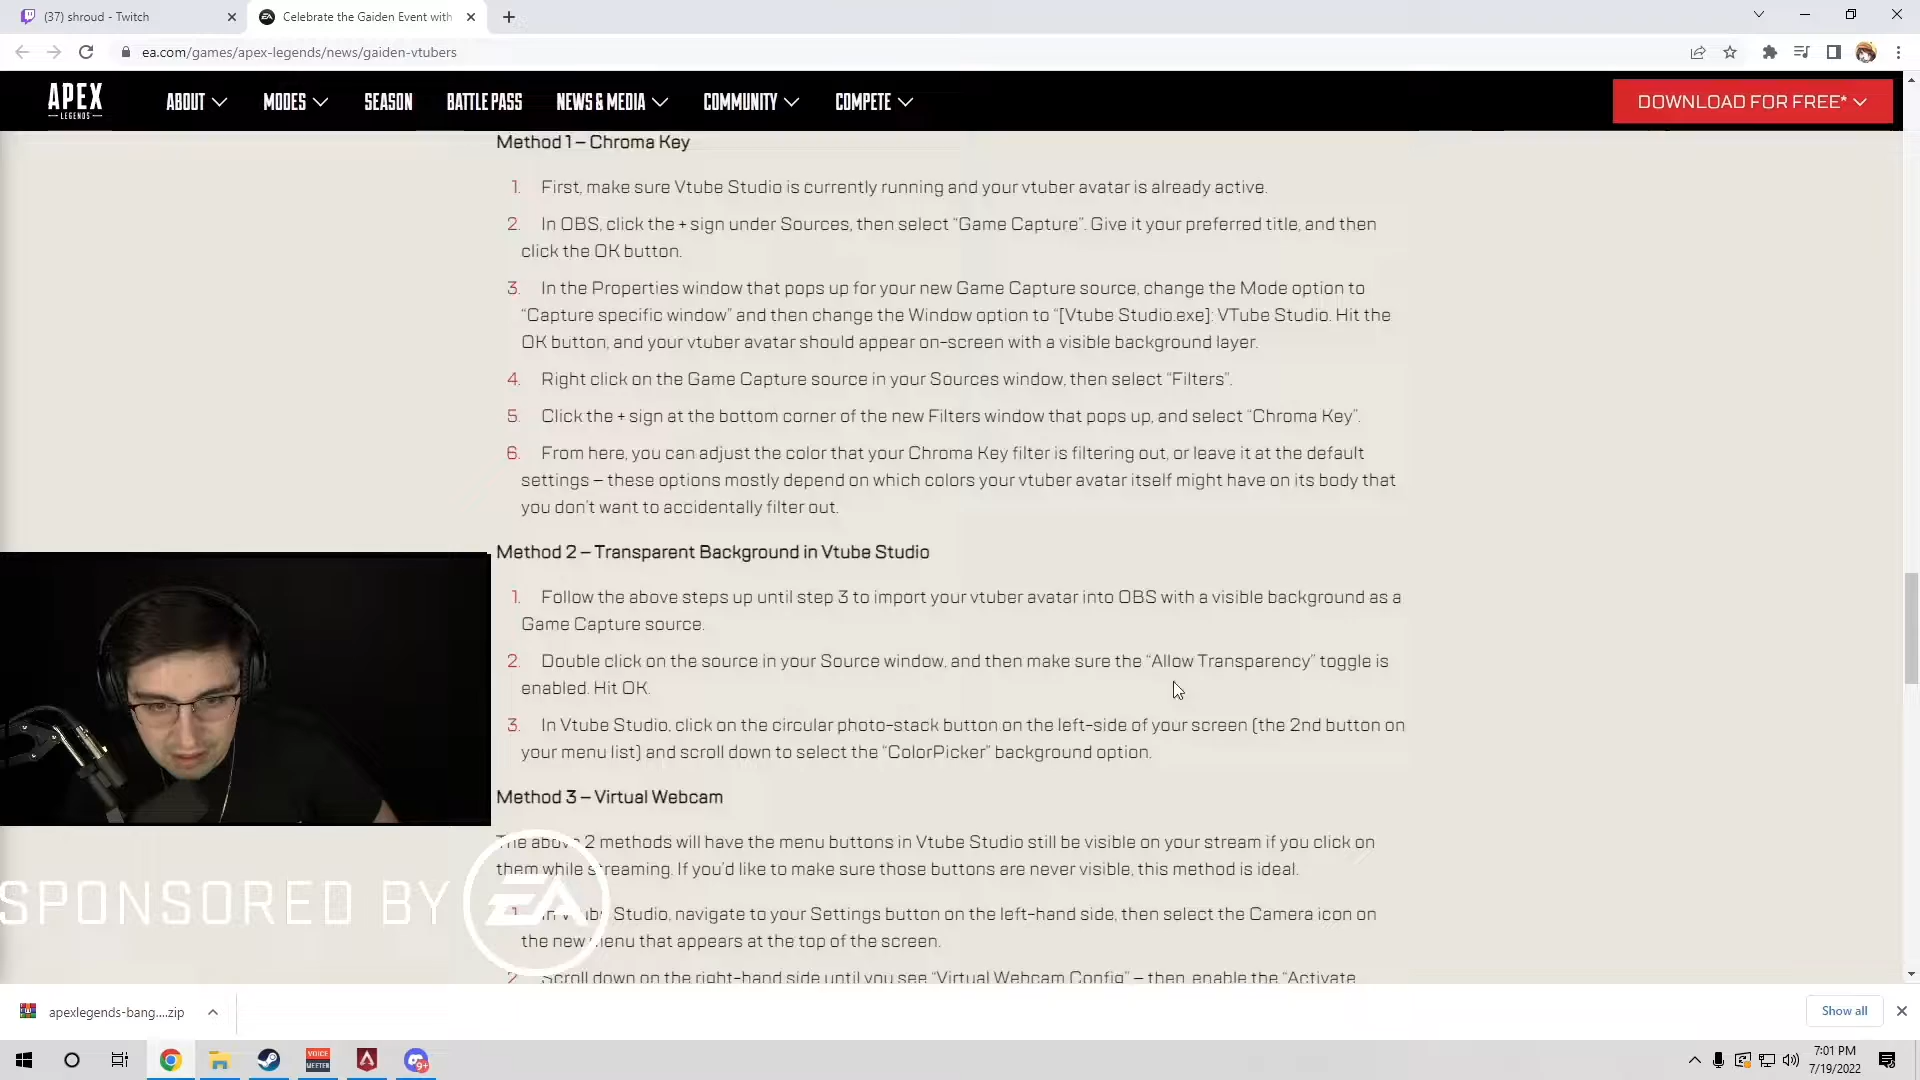 (37) shroud - Twitch
Celebrate the Gaiden Event with
ea.com/games/apex-legends/news/gaiden-vtubers
APEX
LEGENDS
ABOUT
MODES
SEASON
BATTLE PASS
NEWS & MEDIA
COMMUNITY
COMPETE
DOWNLOAD FOR FREE*
Method 1 – Chroma Key
1. First, make sure Vtube Studio is currently running and your vtuber avatar is already active.
2. In OBS, click the + sign under Sources, then select “Game Capture”. Give it your preferred title, and then
click the OK button.
3. In the Properties window that pops up for your new Game Capture source, change the Mode option to
“Capture specific window” and then change the Window option to “[Vtube Studio.exe]: VTube Studio. Hit the
OK button, and your vtuber avatar should appear on-screen with a visible background layer.
4. Right click on the Game Capture source in your Sources window, then select “Filters”.
5. Click the + sign at the bottom corner of the new Filters window that pops up, and select “Chroma Key”.
6. From here, you can adjust the color that your Chroma Key filter is filtering out, or leave it at the default
settings – these options mostly depend on which colors your vtuber avatar itself might have on its body that
you don’t want to accidentally filter out.
Method 2 – Transparent Background in Vtube Studio
1. Follow the above steps up until step 3 to import your vtuber avatar into OBS with a visible background as a
Game Capture source.
2. Double click on the source in your Source window, and then make sure the “Allow Transparency” toggle is
enabled. Hit OK.
3. In Vtube Studio, click on the circular photo-stack button on the left-side of your screen (the 2nd button on
your menu list) and scroll down to select the “ColorPicker” background option.
Method 3 – Virtual Webcam
The above 2 methods will have the menu buttons in Vtube Studio still be visible on your stream if you click on
them while streaming. If you’d like to make sure those buttons are never visible, this method is ideal.
1. In Vtube Studio, navigate to your Settings button on the left-hand side, then select the Camera icon on
the new menu that appears at the top of the screen.
2. Scroll down on the right-hand side until you see “Virtual Webcam Config” – then, enable the “Activate
SPONSORED BY EA
apexlegends-bang....zip
Show all
VOICE
MEETER
9+
7:01 PM
7/19/2022